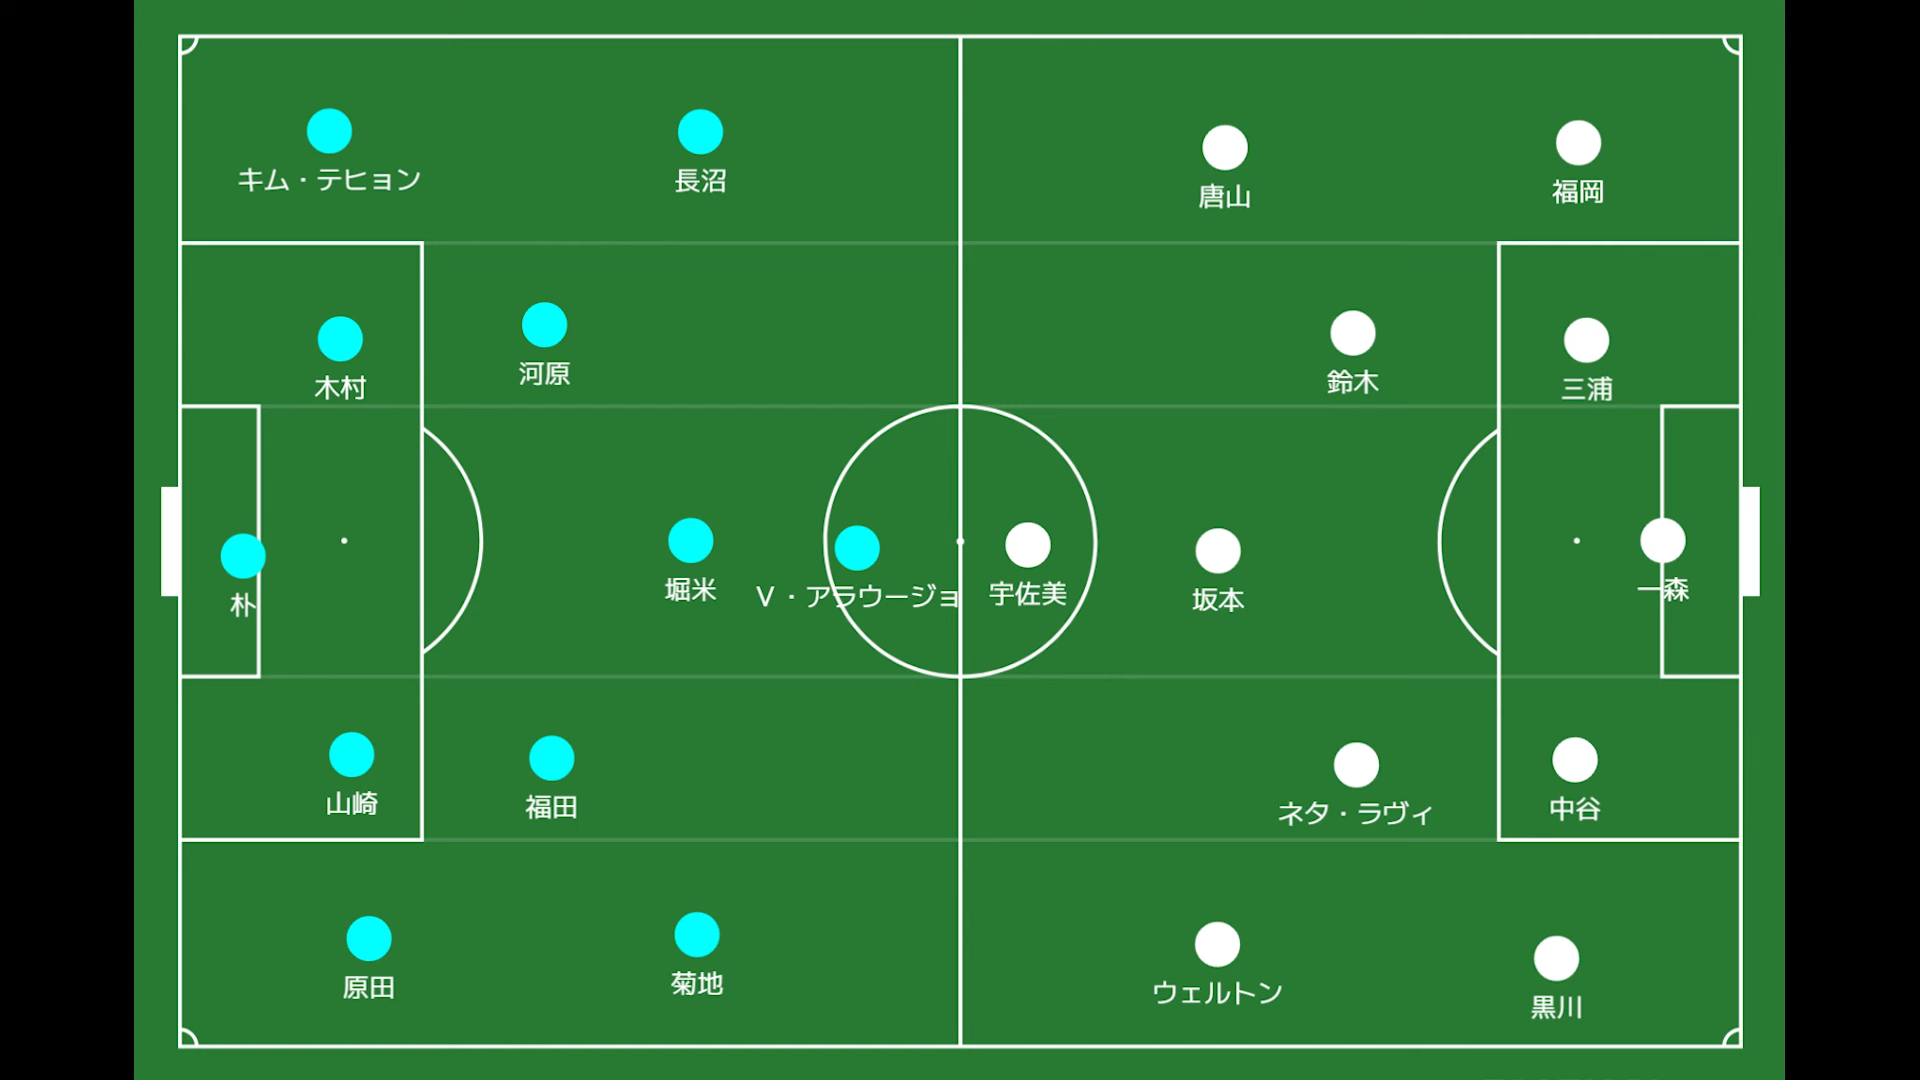 キム・テヒョン
長沼
唐山
福岡
木村
河原
鈴木
三浦
朴
堀米
V・アラウージョ
宇佐美
坂本
一森
山崎
福田
ネタ・ラヴィ
中谷
原田
菊地
ウェルトン
黒川